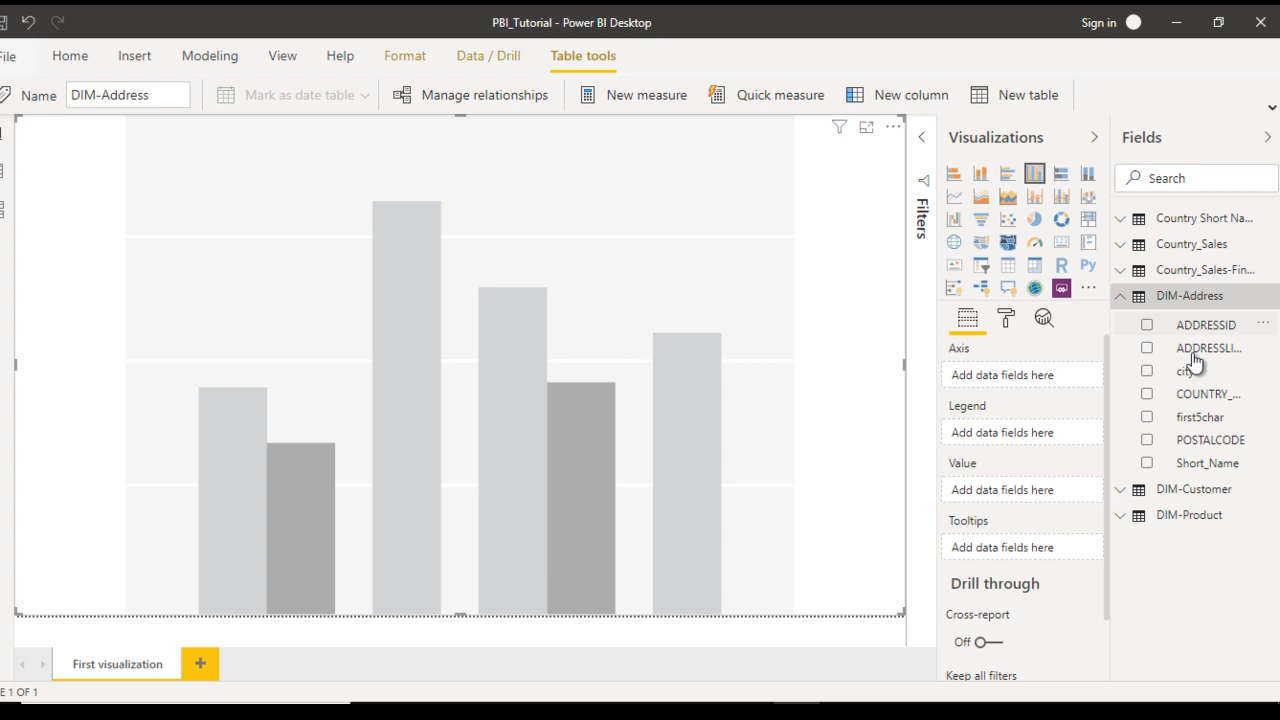 PBI_Tutorial - Power BI Desktop
Sign in
File Home Insert Modeling View Help Format Data / Drill Table tools
Name DIM-Address Mark as date table Manage relationships New measure Quick measure New column New table
Visualizations
Fields
Search
Filters
Country Short Na...
Country_Sales
Country_Sales-Fin...
DIM-Address
ADDRESSID
ADDRESSLI...
city
COUNTRY_...
first5char
POSTALCODE
Short_Name
DIM-Customer
DIM-Product
123
R
Py
Axis
Add data fields here
Legend
Add data fields here
Value
Add data fields here
Tooltips
Add data fields here
Drill through
Cross-report
Off
Keep all filters
First visualization
E 1 OF 1